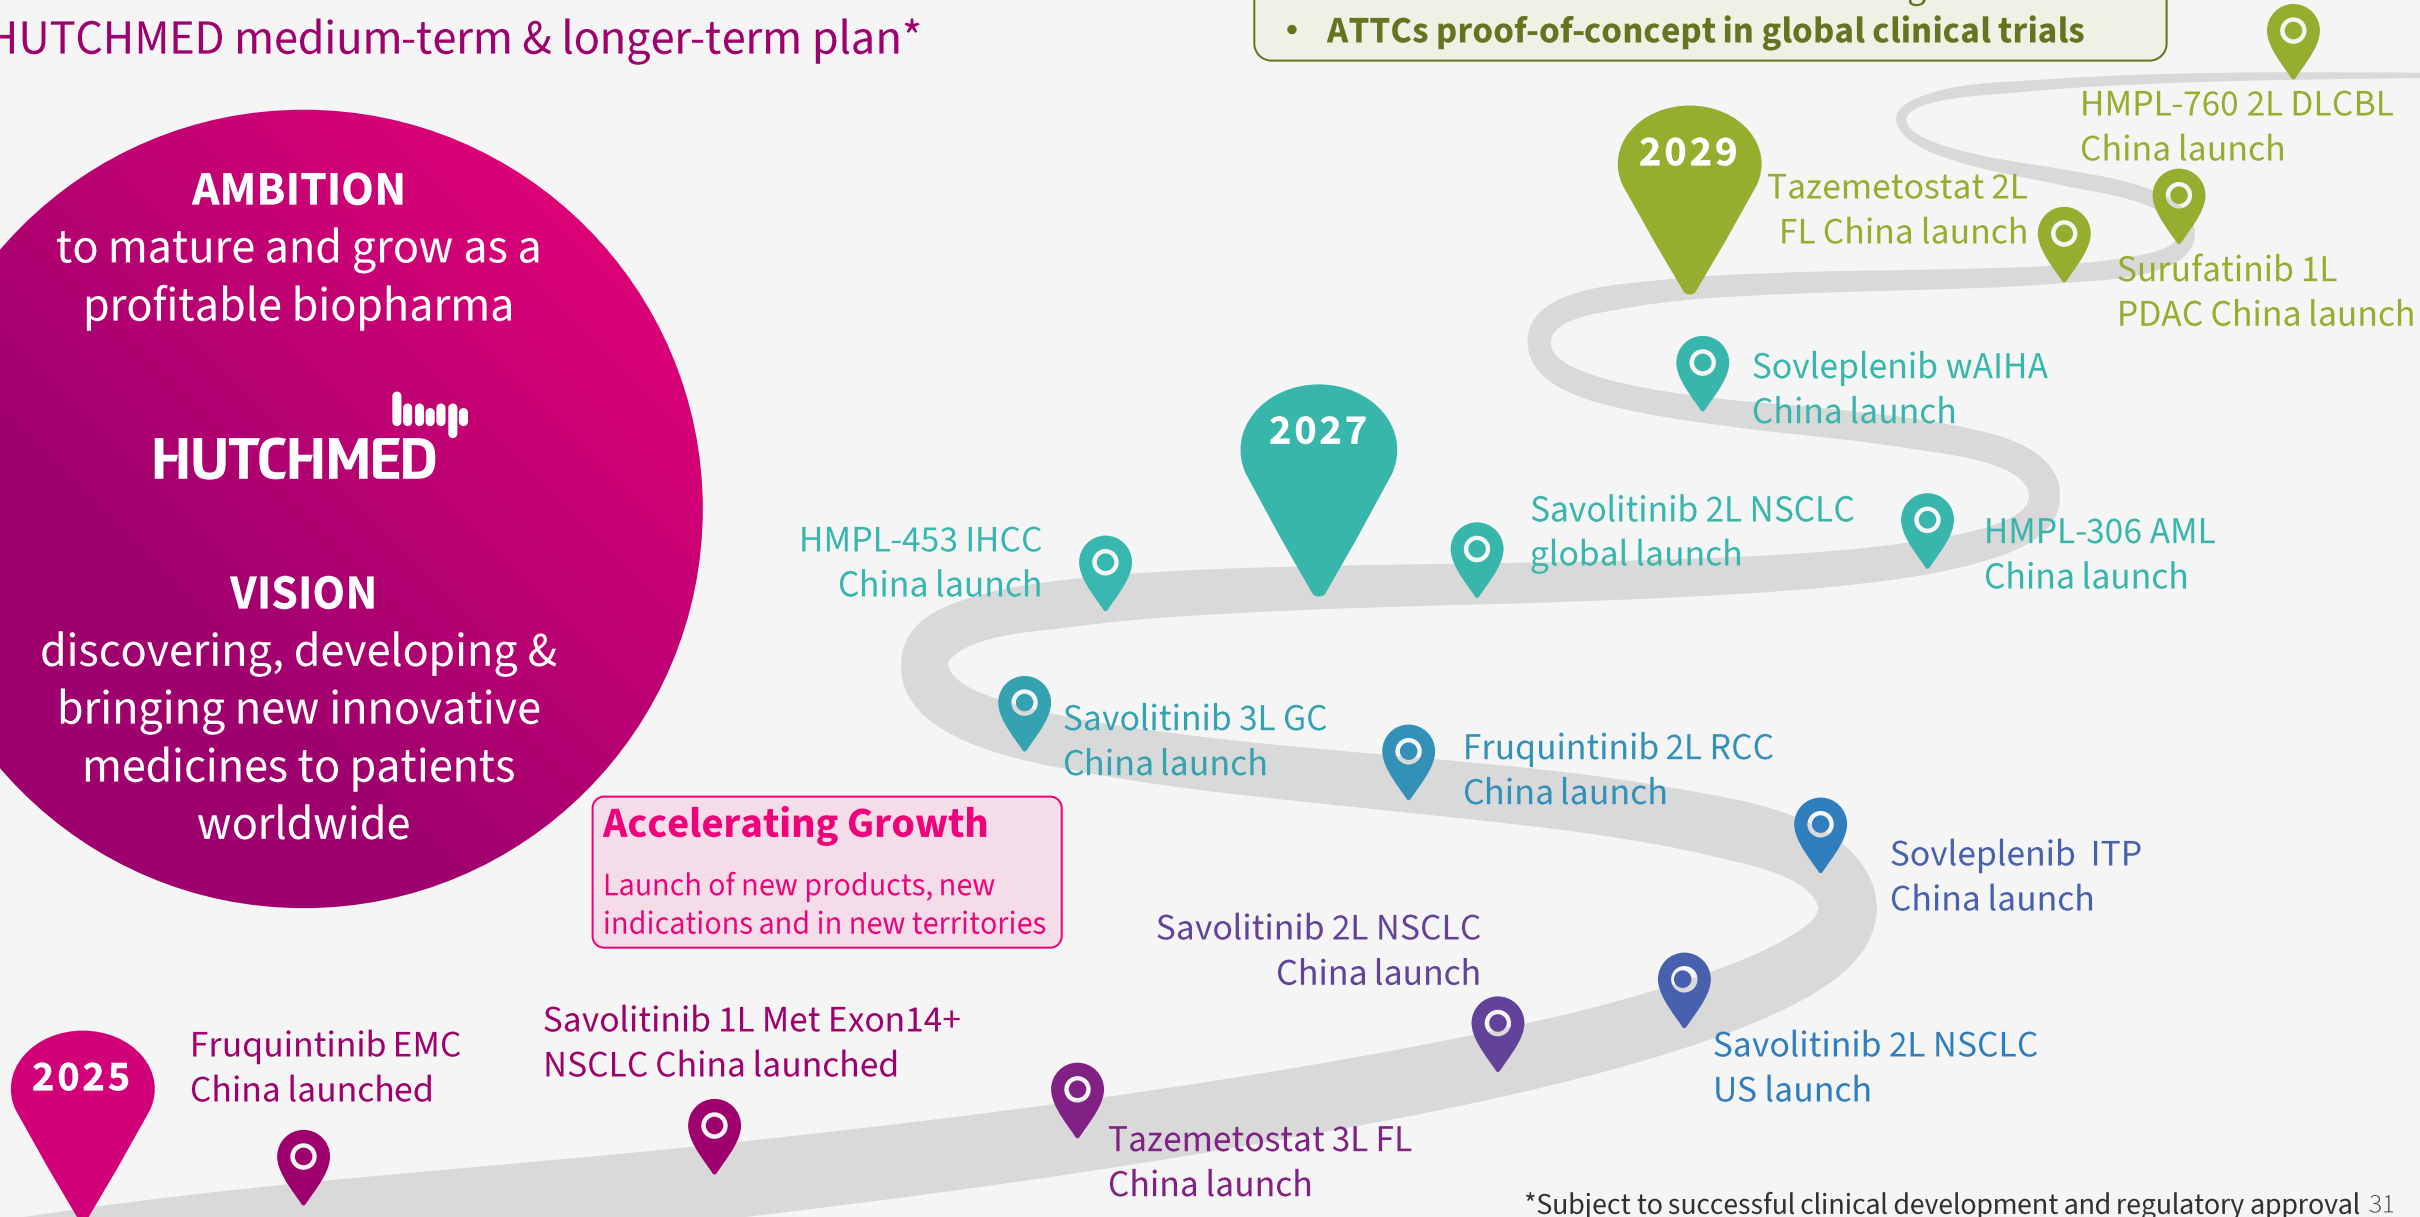 HUTCHMED medium-term & longer-term plan*
• ATTCs proof-of-concept in global clinical trials
AMBITION
to mature and grow as a
profitable biopharma
HUTCHMED
VISION
discovering, developing &
bringing new innovative
medicines to patients
worldwide
Accelerating Growth
Launch of new products, new
indications and in new territories
2025
Fruquintinib EMC
China launched
Savolitinib 1L Met Exon14+
NSCLC China launched
Tazemetostat 3L FL
China launch
Savolitinib 2L NSCLC
China launch
Savolitinib 2L NSCLC
US launch
Sovleplenib ITP
China launch
Fruquintinib 2L RCC
China launch
Savolitinib 3L GC
China launch
HMPL-453 IHCC
China launch
2027
Savolitinib 2L NSCLC
global launch
HMPL-306 AML
China launch
Sovleplenib wAIHA
China launch
2029
Tazemetostat 2L
FL China launch
Surufatinib 1L
PDAC China launch
HMPL-760 2L DLCBL
China launch
*Subject to successful clinical development and regulatory approval 31